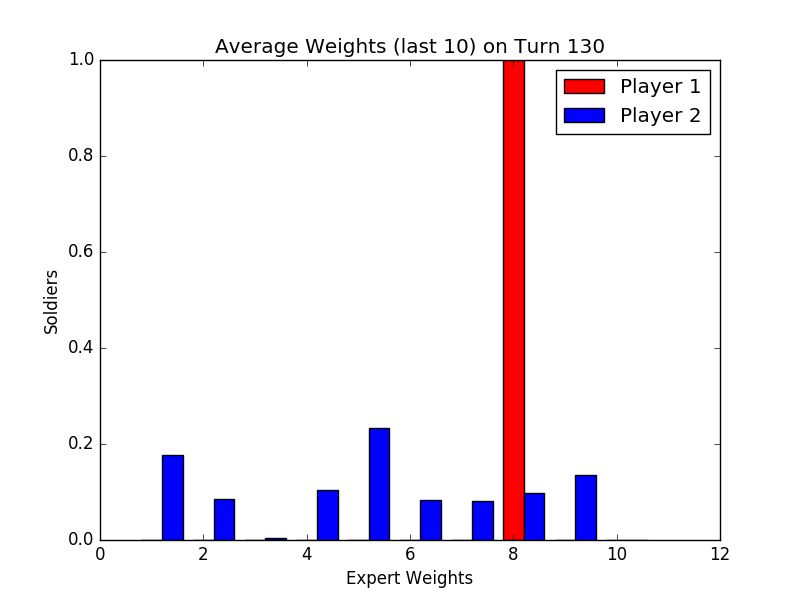 Average Weights (last 10) on Turn 130
1.0
0.8
0.6
0.4
0.2
0.0
Soldiers
Player 1
Player 2
0 2 4 6 8 10 12
Expert Weights